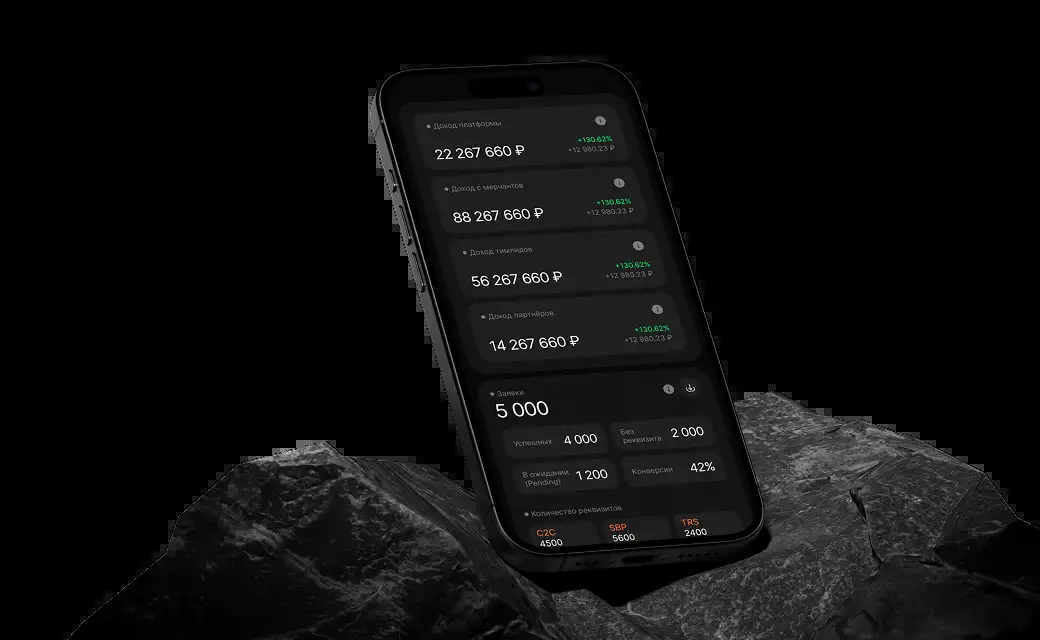 Доход платформы
22 267 660 ₽
+130.62%
+12 980.23 ₽
Доход с мерчантов
88 267 660 ₽
+130.62%
+12 980.23 ₽
Доход тимлидов
56 267 660 ₽
+130.62%
+12 980.23 ₽
Доход партнёров
14 267 660 ₽
+130.62%
+12 980.23 ₽
Заявки
5 000
Успешных 4 000
Без
реквизита 2 000
В ожидании
(Pending) 1 200
Конверсия 42%
Количество реквизитов
C2C SBP TRS
4500 5600 2400